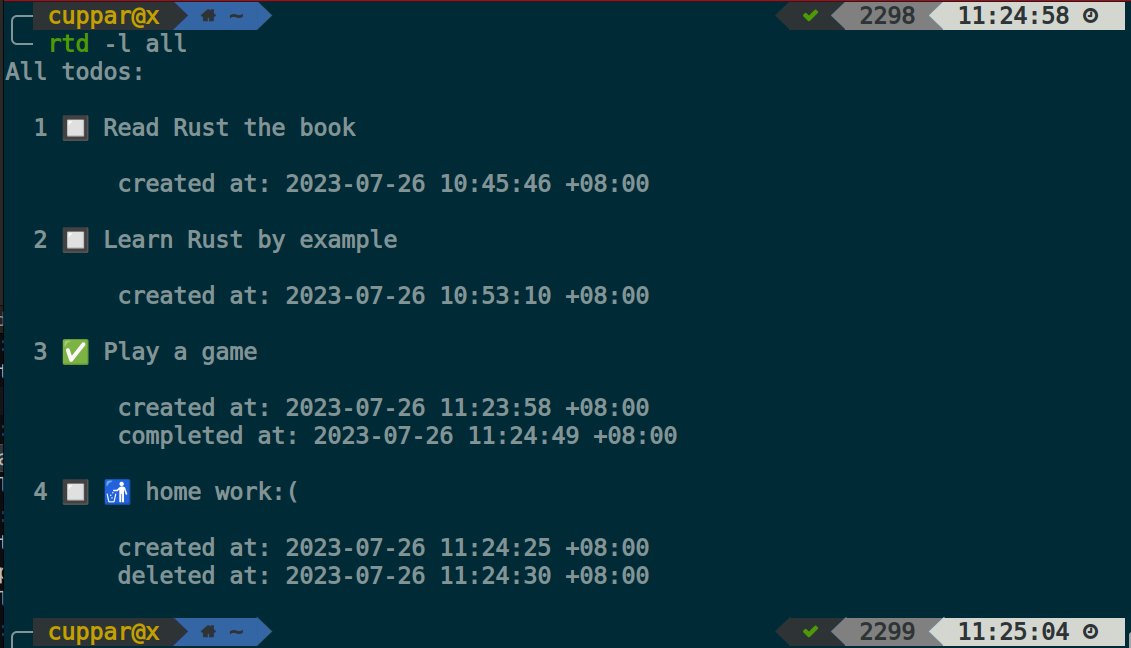 cuppar@x ~ ✔ 2298 11:24:58
rtd -l all
All todos:
1 Read Rust the book
created at: 2023-07-26 10:45:46 +08:00
2 Learn Rust by example
created at: 2023-07-26 10:53:10 +08:00
3 ✅ Play a game
created at: 2023-07-26 11:23:58 +08:00
completed at: 2023-07-26 11:24:49 +08:00
4 home work:(
created at: 2023-07-26 11:24:25 +08:00
deleted at: 2023-07-26 11:24:30 +08:00
cuppar@x ~ ✔ 2299 11:25:04